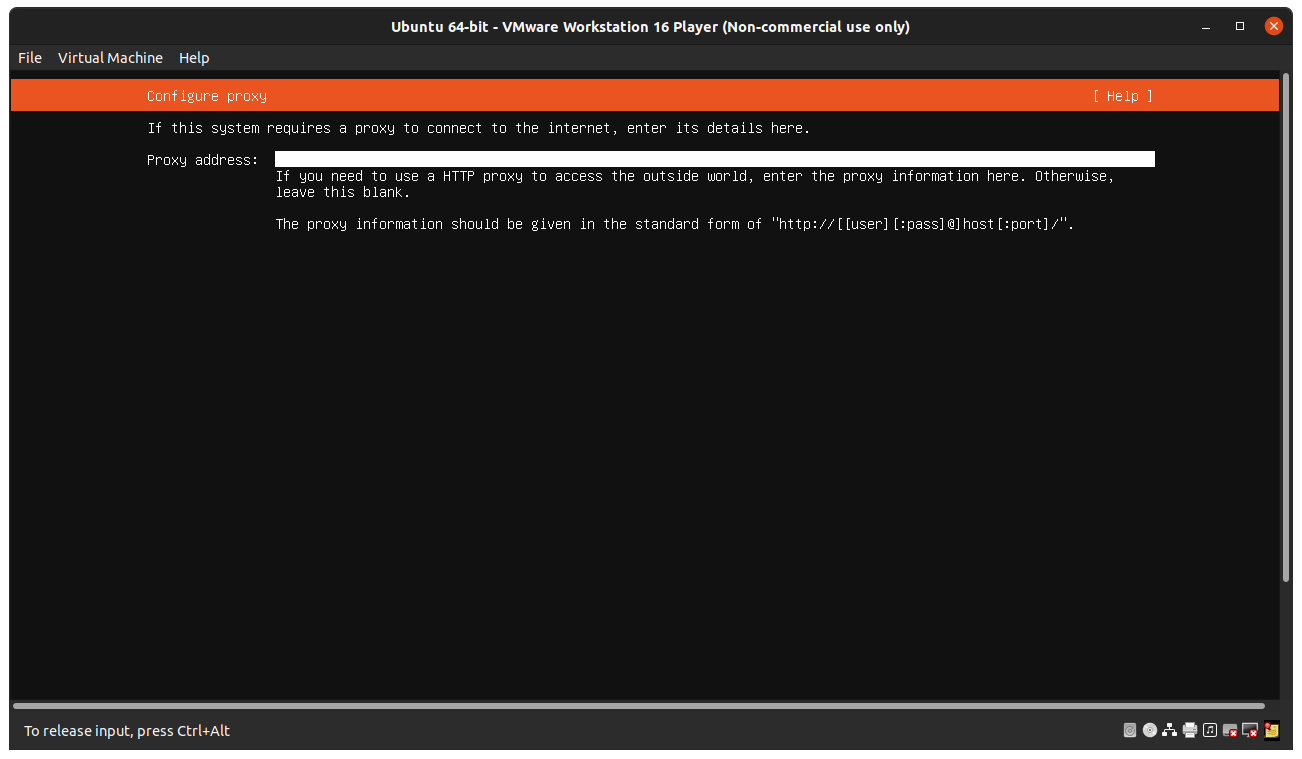 Ubuntu 64-bit - VMware Workstation 16 Player (Non-commercial use only)
File Virtual Machine Help
Configure proxy [ Help ]
If this system requires a proxy to connect to the internet, enter its details here.
Proxy address:
If you need to use a HTTP proxy to access the outside world, enter the proxy information here. Otherwise,
leave this blank.
The proxy information should be given in the standard form of "http://[[user][:pass]@]host[:port]/".
To release input, press Ctrl+Alt